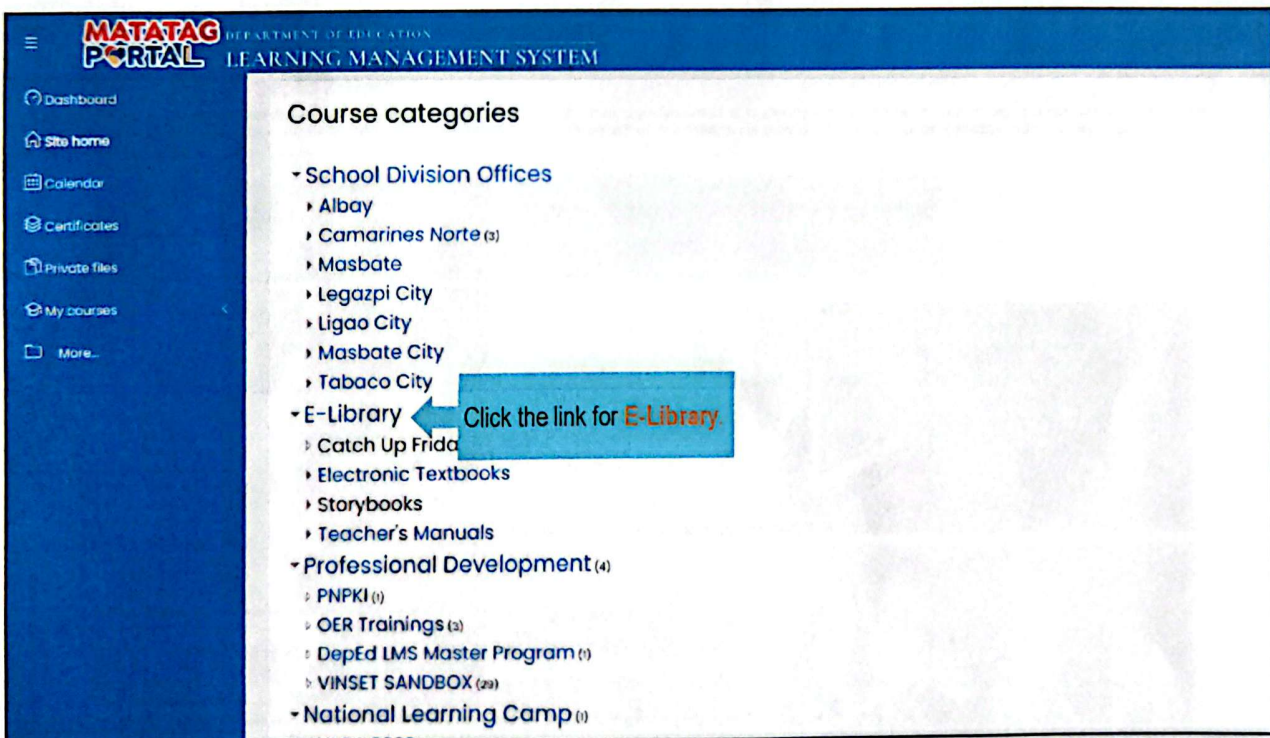 MATATAG
PORTAL
DEPARTMENT OF EDUCATION
LEARNING MANAGEMENT SYSTEM
Dashboard
Site home
Calendar
Certificates
Private files
My courses
More...
Course categories
School Division Offices
Albay
Camarines Norte (3)
Masbate
Legazpi City
Ligao City
Masbate City
Tabaco City
E-Library
Click the link for E-Library.
Catch Up Frida
Electronic Textbooks
Storybooks
Teacher's Manuals
Professional Development (4)
PNPKI (1)
OER Trainings (3)
DepEd LMS Master Program (1)
VINSET SANDBOX (29)
National Learning Camp (1)